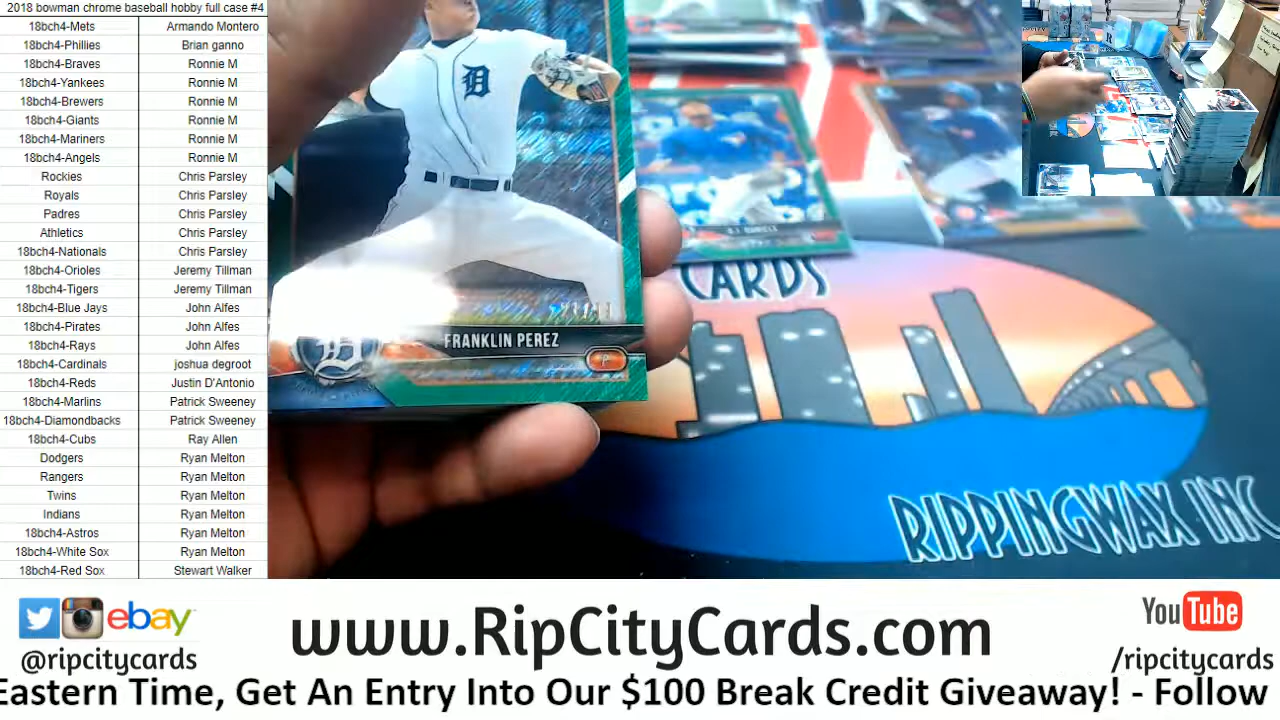 2018 bowman chrome baseball hobby full case #4
18bch4-Mets Armando Montero
18bch4-Phillies Brian ganno
18bch4-Braves Ronnie M
18bch4-Yankees Ronnie M
18bch4-Brewers Ronnie M
18bch4-Giants Ronnie M
18bch4-Mariners Ronnie M
18bch4-Angels Ronnie M
Rockies Chris Parsley
Royals Chris Parsley
Padres Chris Parsley
Athletics Chris Parsley
18bch4-Nationals Chris Parsley
18bch4-Orioles Jeremy Tillman
18bch4-Tigers Jeremy Tillman
18bch4-Blue Jays John Alfes
18bch4-Pirates John Alfes
18bch4-Rays John Alfes
18bch4-Cardinals joshua degroot
18bch4-Reds Justin D'Antonio
18bch4-Marlins Patrick Sweeney
18bch4-Diamondbacks Patrick Sweeney
18bch4-Cubs Ray Allen
Dodgers Ryan Melton
Rangers Ryan Melton
Twins Ryan Melton
Indians Ryan Melton
18bch4-Astros Ryan Melton
18bch4-White Sox Ryan Melton
18bch4-Red Sox Stewart Walker
D
FRANKLIN PEREZ
P
CARDS
RIPPINGWAX INC
ebay
@ripcitycards
www.RipCityCards.com
YouTube
/ripcitycards
Eastern Time, Get An Entry Into Our $100 Break Credit Giveaway! - Follow